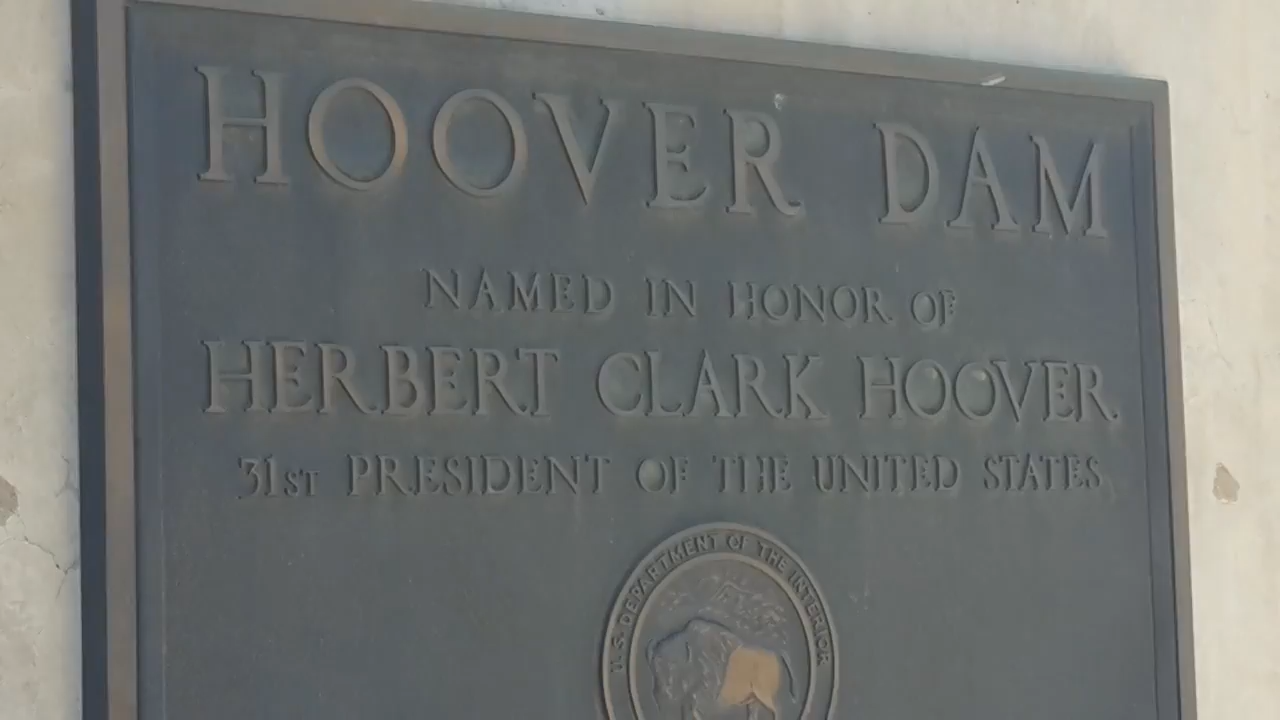 HOOVER DAM
NAMED IN HONOR OF
HERBERT CLARK HOOVER
31ST PRESIDENT OF THE UNITED STATES
U.S. DEPARTMENT OF THE INTERIOR